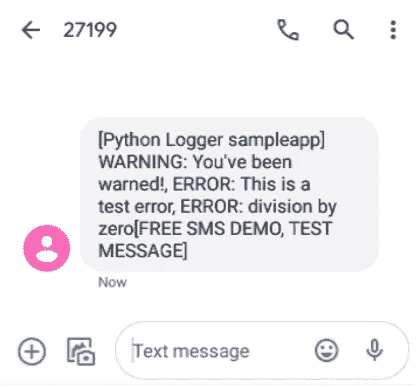 27199
[Python Logger sampleapp]
WARNING: You've been
warned!, ERROR: This is a
test error, ERROR: division by
zero[FREE SMS DEMO, TEST
MESSAGE]
Now
Text message